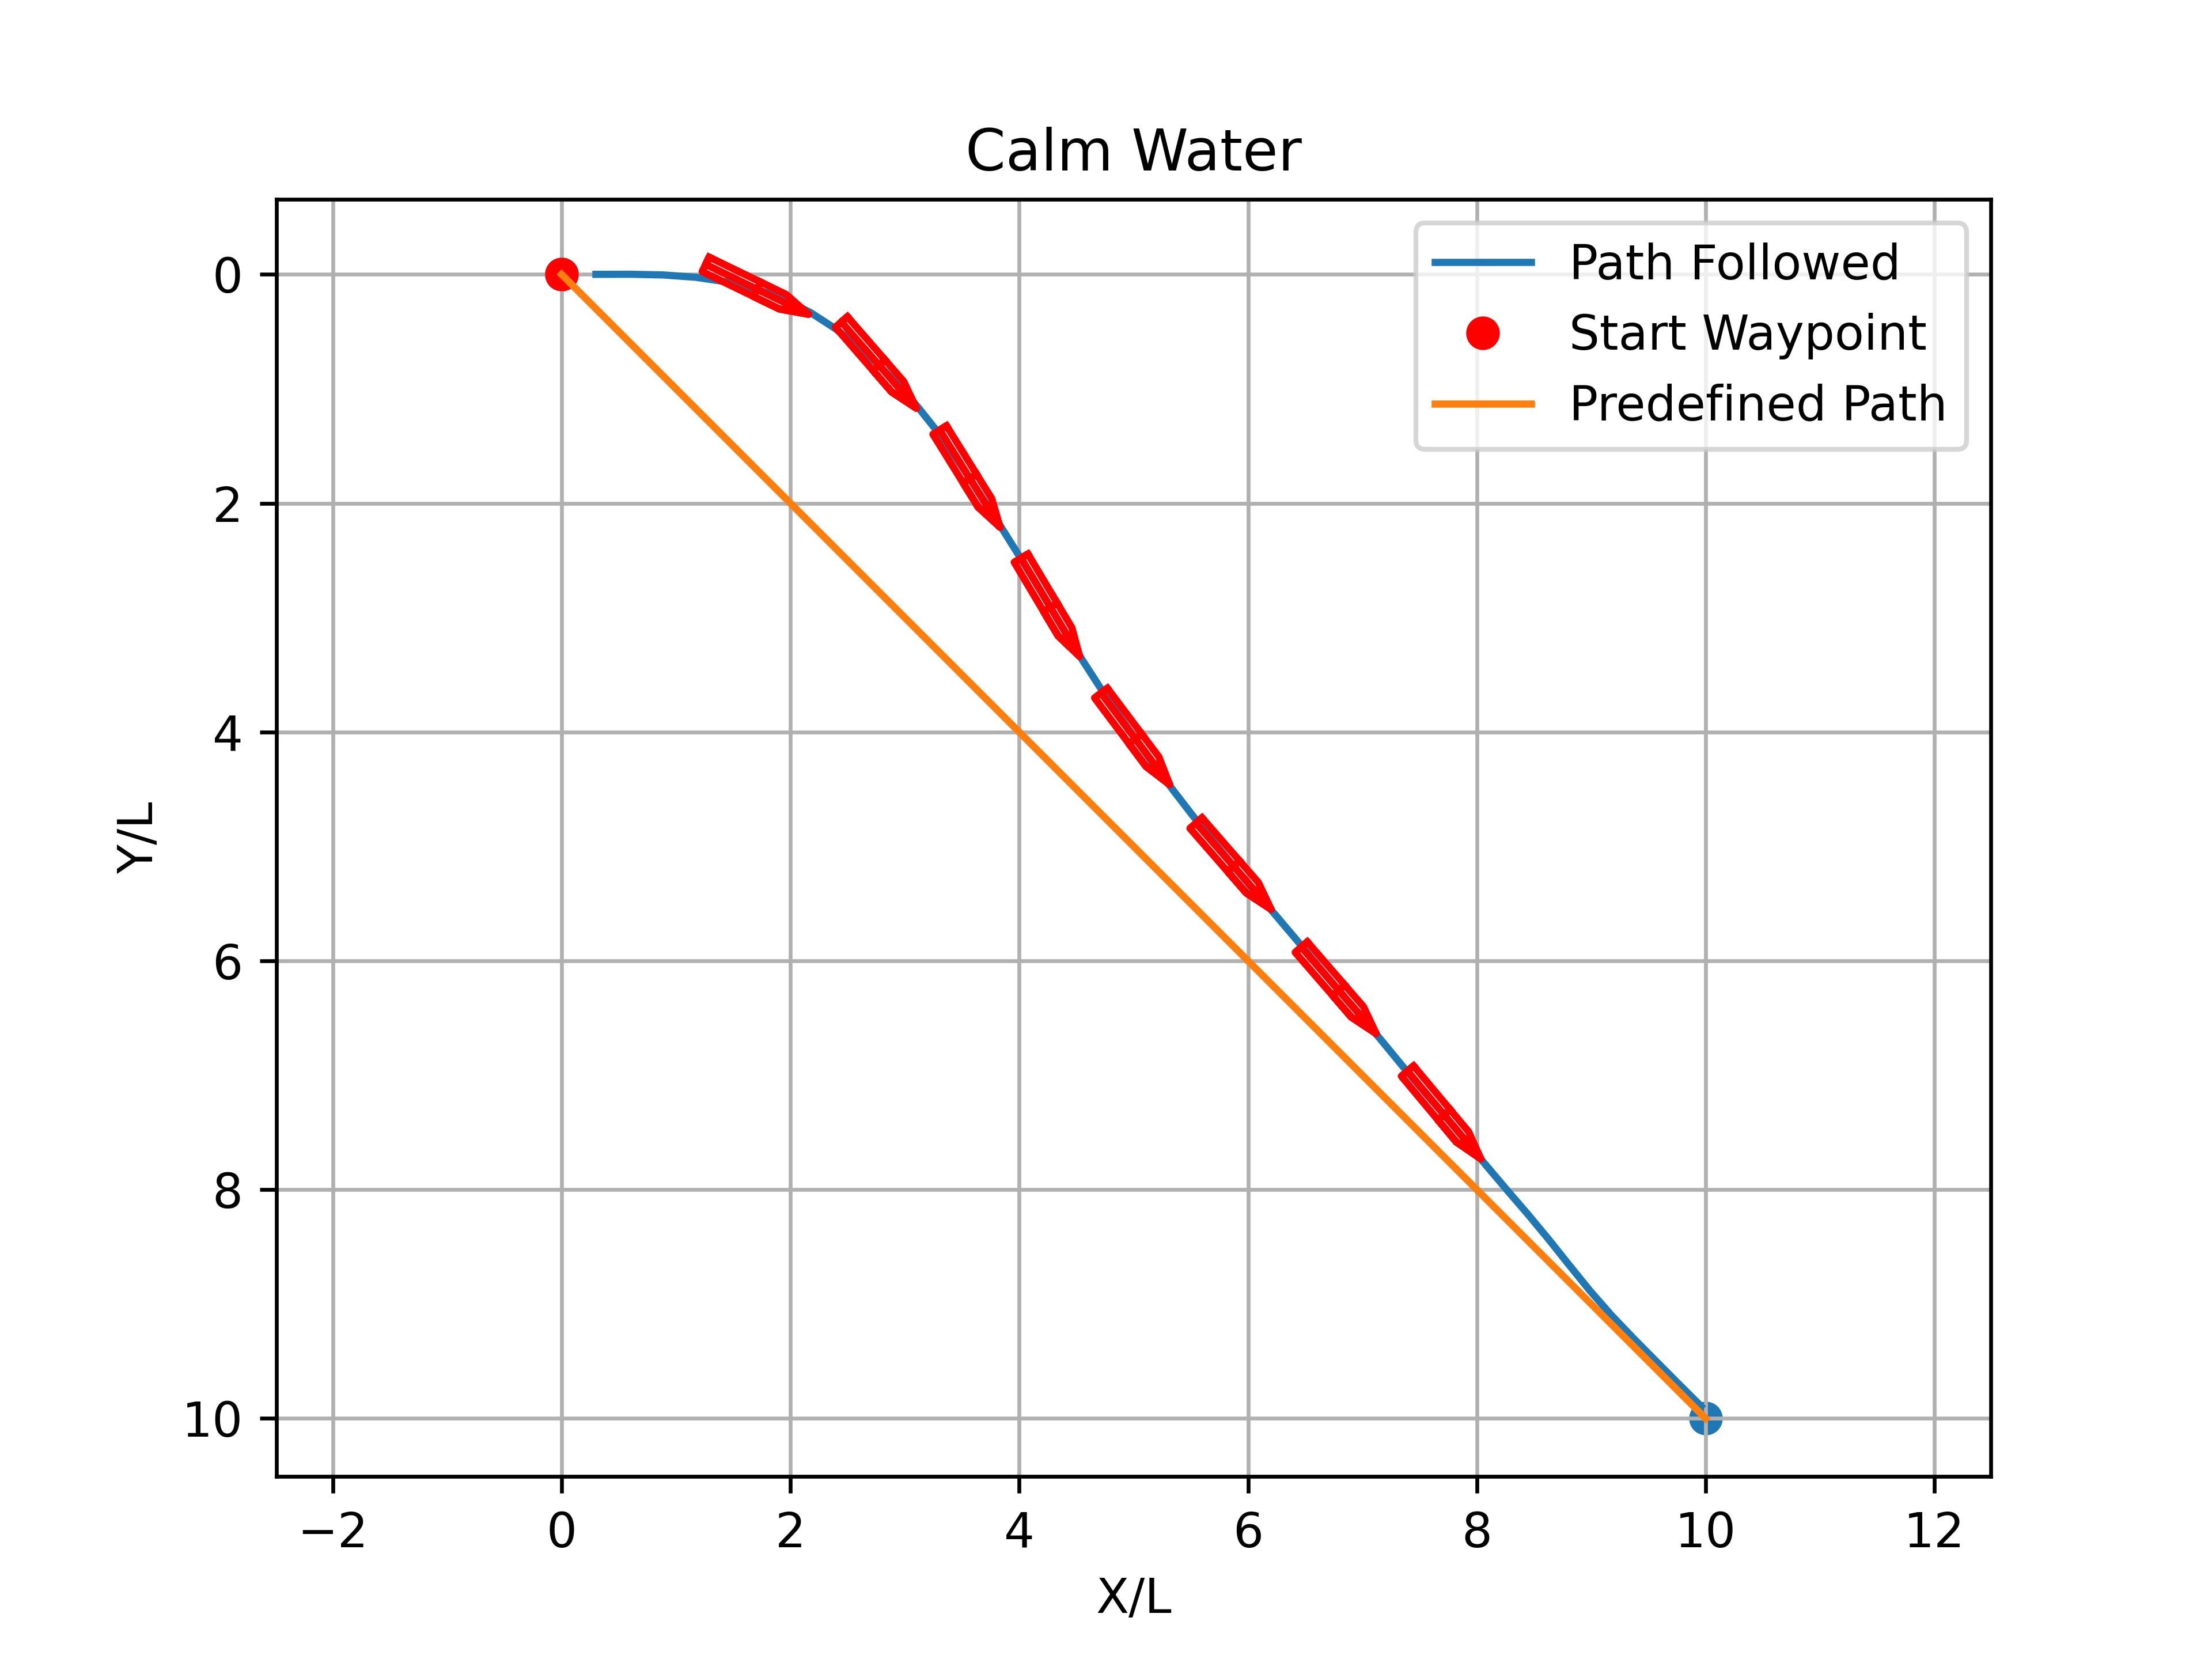 Calm Water
Path Followed
Start Waypoint
Predefined Path
0
2
4
6
8
10
Y/L
−2 0 2 4 6 8 10 12
X/L